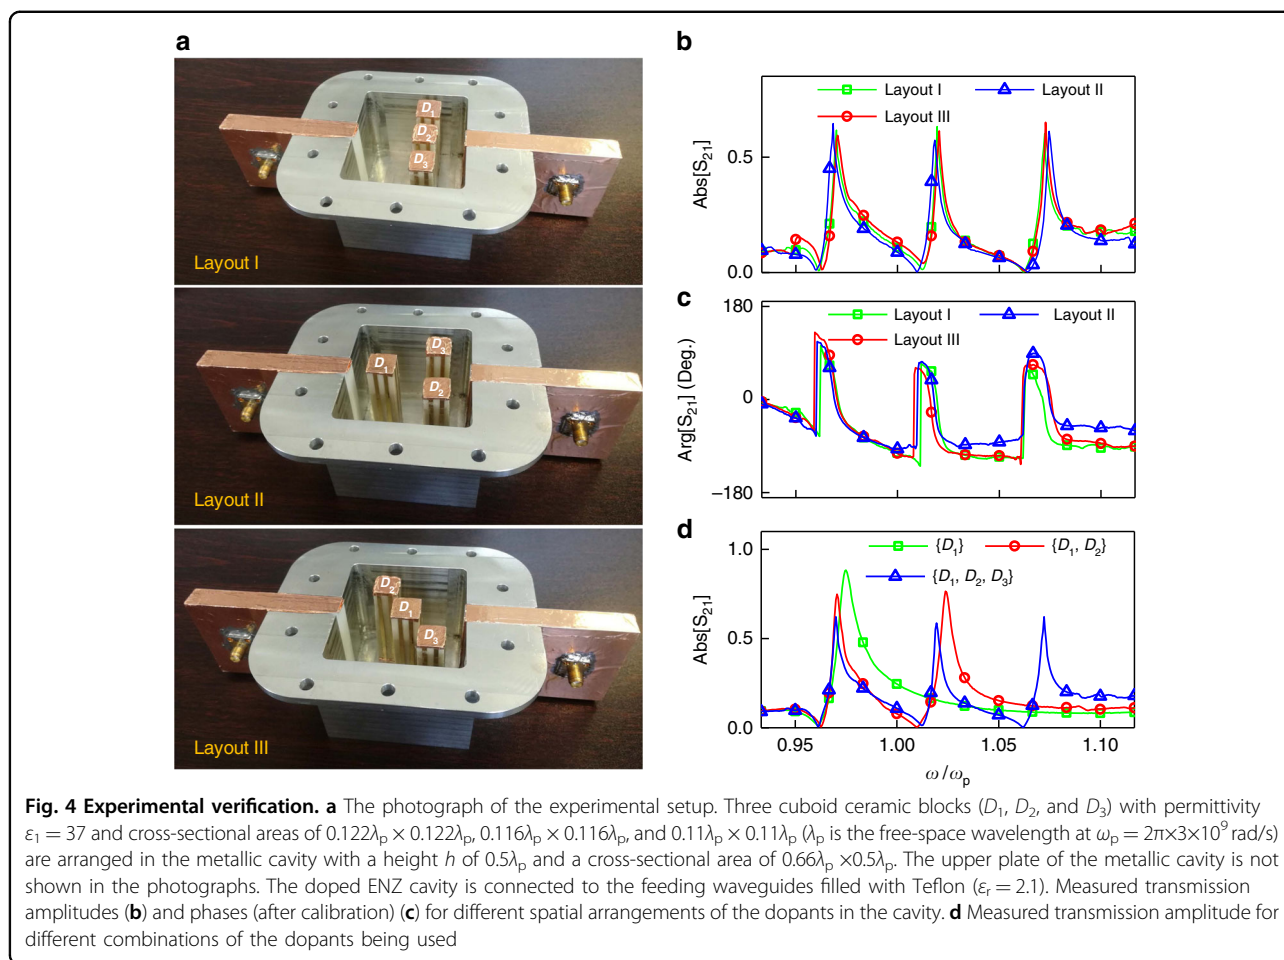 a
D1
D2
D3
Layout I
D3
D1
D2
Layout II
D2
D1
D3
Layout III
b
Layout I
Layout II
Layout III
Abs[S21]
0.5
0.0
c
180
Layout I
Layout II
Layout III
Arg[S21] (Deg.)
0
−180
d
1.0
{D1}
{D1, D2}
{D1, D2, D3}
Abs[S21]
0.5
0.0
0.95
1.00
1.05
1.10
ω/ωp
Fig. 4 Experimental verification. a The photograph of the experimental setup. Three cuboid ceramic blocks (D1, D2, and D3) with permittivity
ε1 = 37 and cross-sectional areas of 0.122λp × 0.122λp, 0.116λp × 0.116λp, and 0.11λp × 0.11λp (λp is the free-space wavelength at ωp = 2π×3×10⁹ rad/s)
are arranged in the metallic cavity with a height h of 0.5λp and a cross-sectional area of 0.66λp ×0.5λp. The upper plate of the metallic cavity is not
shown in the photographs. The doped ENZ cavity is connected to the feeding waveguides filled with Teflon (εr = 2.1). Measured transmission
amplitudes (b) and phases (after calibration) (c) for different spatial arrangements of the dopants in the cavity. d Measured transmission amplitude for
different combinations of the dopants being used